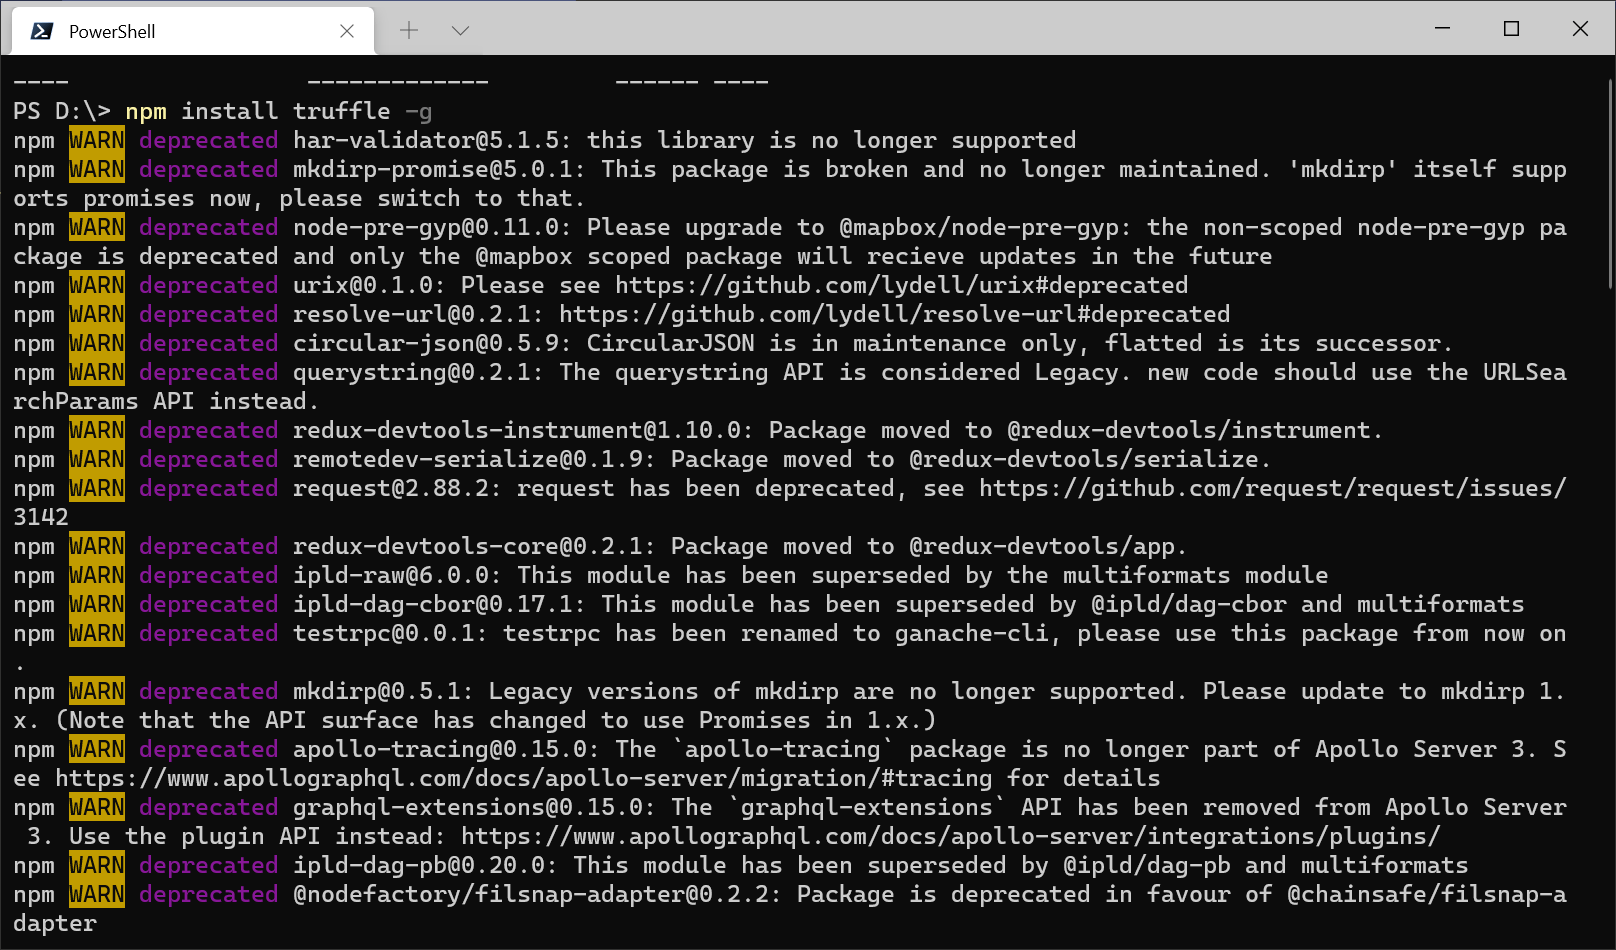 PowerShell
---- ------------- ------ ----
PS D:\> npm install truffle -g
npm WARN deprecated har-validator@5.1.5: this library is no longer supported
npm WARN deprecated mkdirp-promise@5.0.1: This package is broken and no longer maintained. 'mkdirp' itself supp
orts promises now, please switch to that.
npm WARN deprecated node-pre-gyp@0.11.0: Please upgrade to @mapbox/node-pre-gyp: the non-scoped node-pre-gyp pa
ckage is deprecated and only the @mapbox scoped package will recieve updates in the future
npm WARN deprecated urix@0.1.0: Please see https://github.com/lydell/urix#deprecated
npm WARN deprecated resolve-url@0.2.1: https://github.com/lydell/resolve-url#deprecated
npm WARN deprecated circular-json@0.5.9: CircularJSON is in maintenance only, flatted is its successor.
npm WARN deprecated querystring@0.2.1: The querystring API is considered Legacy. new code should use the URLSea
rchParams API instead.
npm WARN deprecated redux-devtools-instrument@1.10.0: Package moved to @redux-devtools/instrument.
npm WARN deprecated remotedev-serialize@0.1.9: Package moved to @redux-devtools/serialize.
npm WARN deprecated request@2.88.2: request has been deprecated, see https://github.com/request/request/issues/
3142
npm WARN deprecated redux-devtools-core@0.2.1: Package moved to @redux-devtools/app.
npm WARN deprecated ipld-raw@6.0.0: This module has been superseded by the multiformats module
npm WARN deprecated ipld-dag-cbor@0.17.1: This module has been superseded by @ipld/dag-cbor and multiformats
npm WARN deprecated testrpc@0.0.1: testrpc has been renamed to ganache-cli, please use this package from now on
.
npm WARN deprecated mkdirp@0.5.1: Legacy versions of mkdirp are no longer supported. Please update to mkdirp 1.
x. (Note that the API surface has changed to use Promises in 1.x.)
npm WARN deprecated apollo-tracing@0.15.0: The `apollo-tracing` package is no longer part of Apollo Server 3. S
ee https://www.apollographql.com/docs/apollo-server/migration/#tracing for details
npm WARN deprecated graphql-extensions@0.15.0: The `graphql-extensions` API has been removed from Apollo Server
 3. Use the plugin API instead: https://www.apollographql.com/docs/apollo-server/integrations/plugins/
npm WARN deprecated ipld-dag-pb@0.20.0: This module has been superseded by @ipld/dag-pb and multiformats
npm WARN deprecated @nodefactory/filsnap-adapter@0.2.2: Package is deprecated in favour of @chainsafe/filsnap-a
dapter